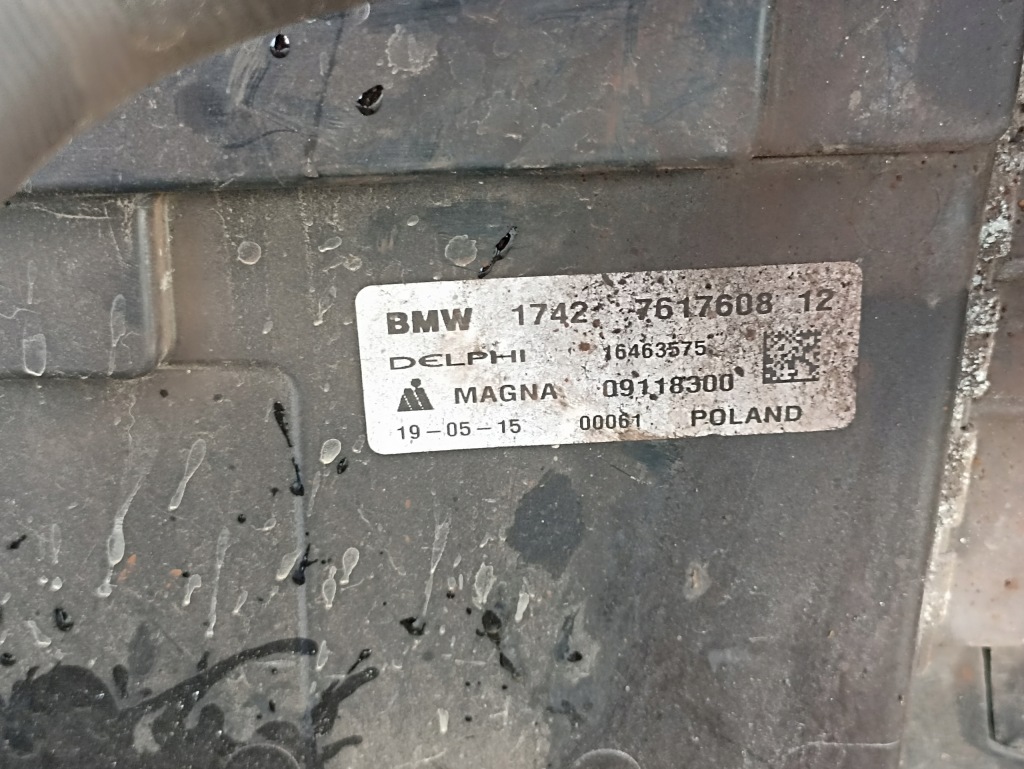 BMW 1742 7617608 12
DELPHI 16463575
MAGNA 09118300
19-05-15 00061 POLAND